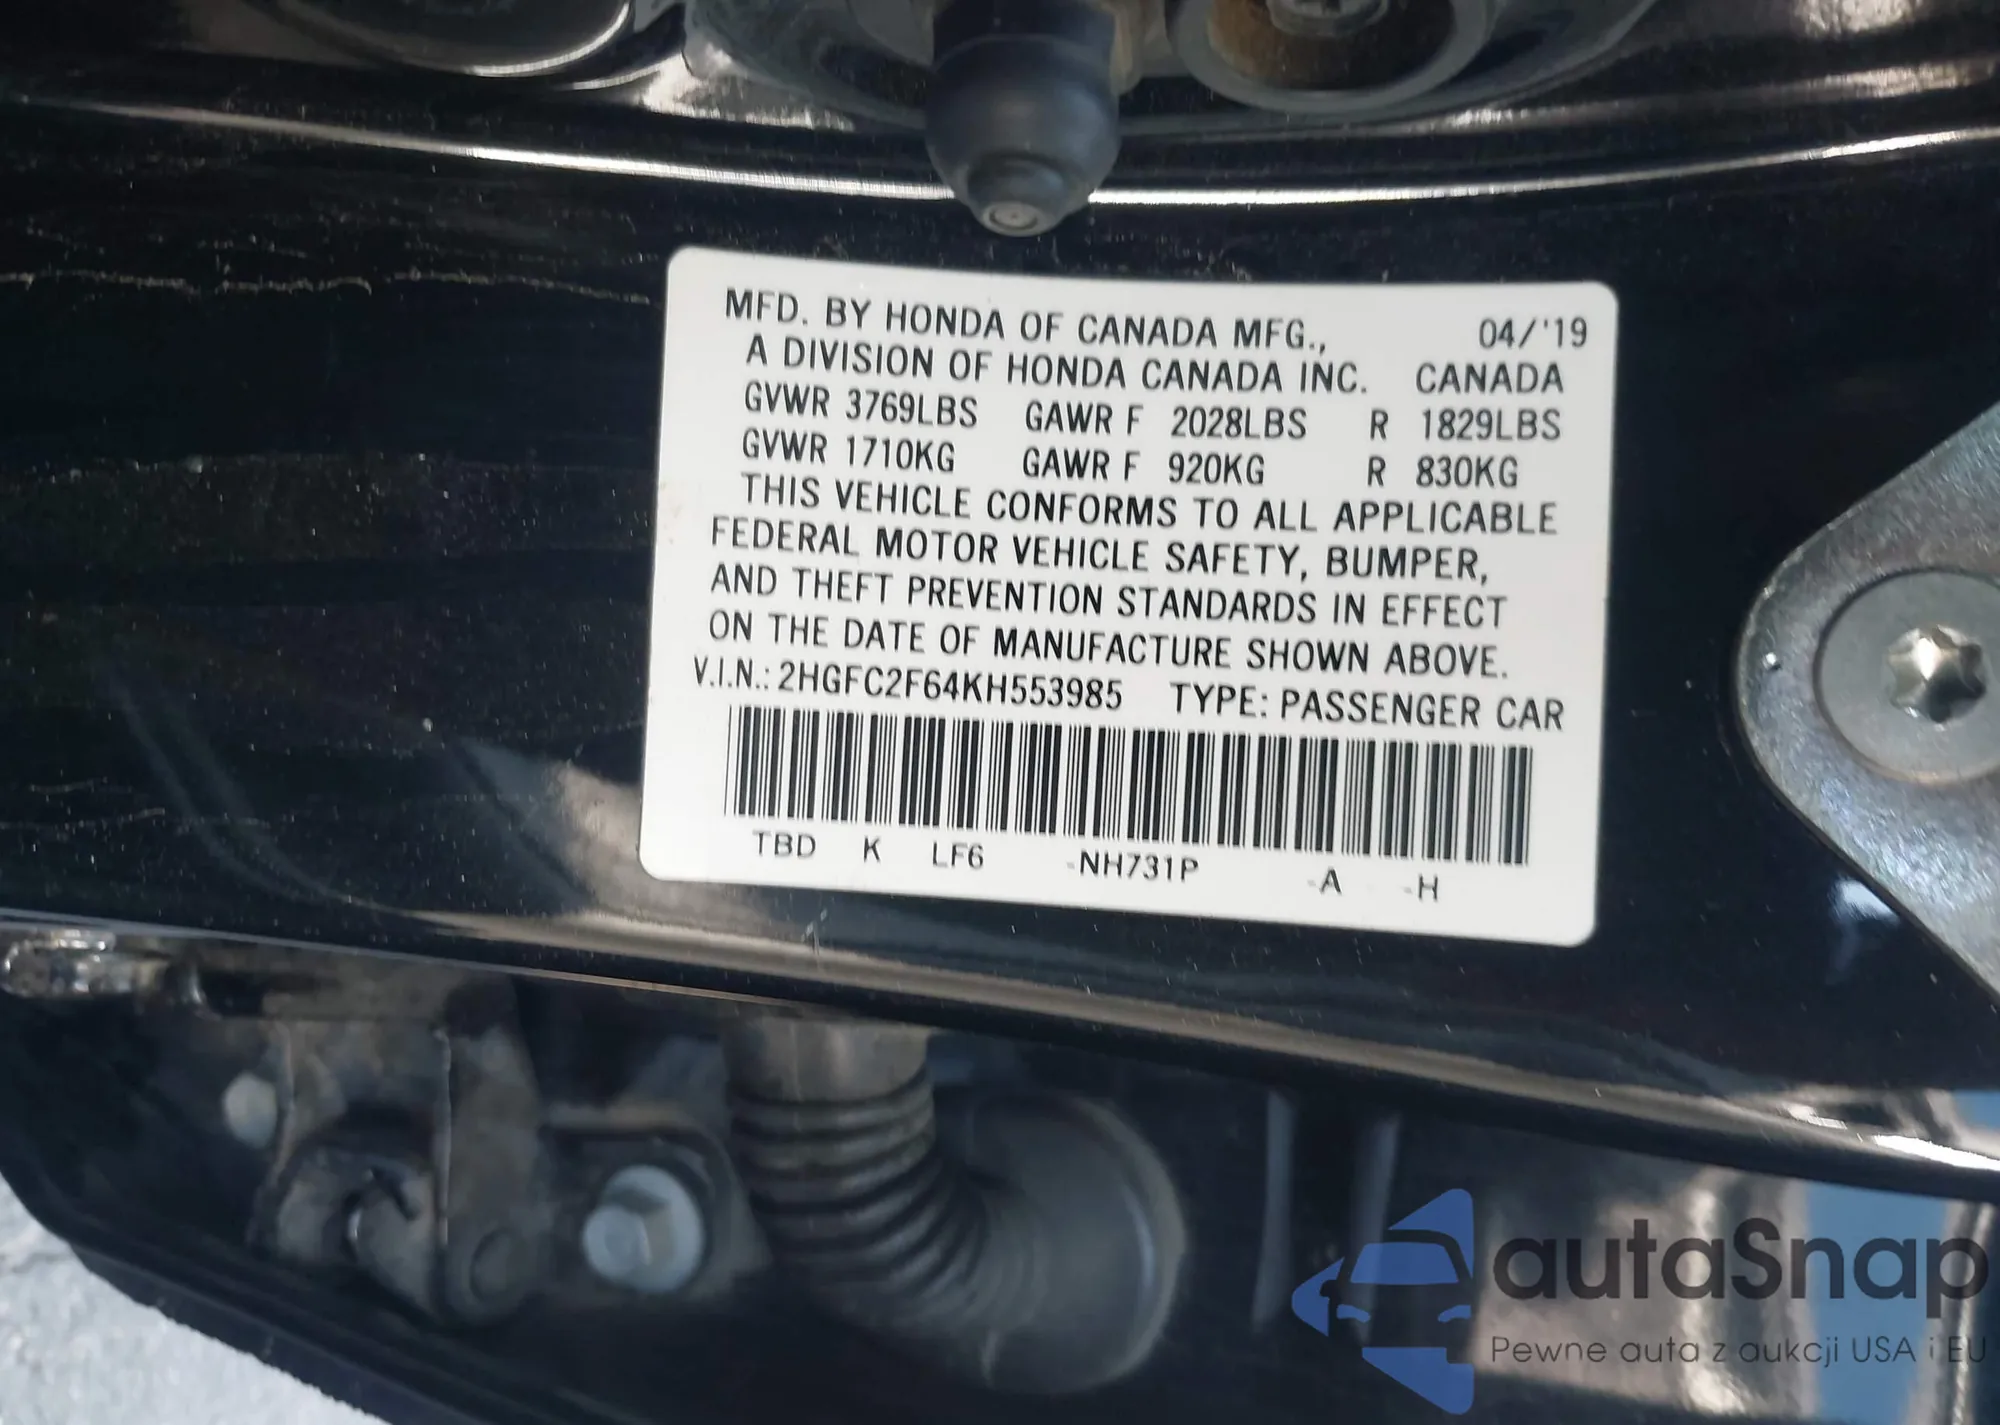 MFD. BY HONDA OF CANADA MFG., 04/'19
A DIVISION OF HONDA CANADA INC. CANADA
GVWR 3769LBS GAWR F 2028LBS R 1829LBS
GVWR 1710KG GAWR F 920KG R 830KG
THIS VEHICLE CONFORMS TO ALL APPLICABLE
FEDERAL MOTOR VEHICLE SAFETY, BUMPER,
AND THEFT PREVENTION STANDARDS IN EFFECT
ON THE DATE OF MANUFACTURE SHOWN ABOVE.
V.I.N.: 2HGFC2F64KH553985 TYPE: PASSENGER CAR
TBD K LF6 -NH731P -A -H
autaSnap
Pewne auta z aukcji USA i EU